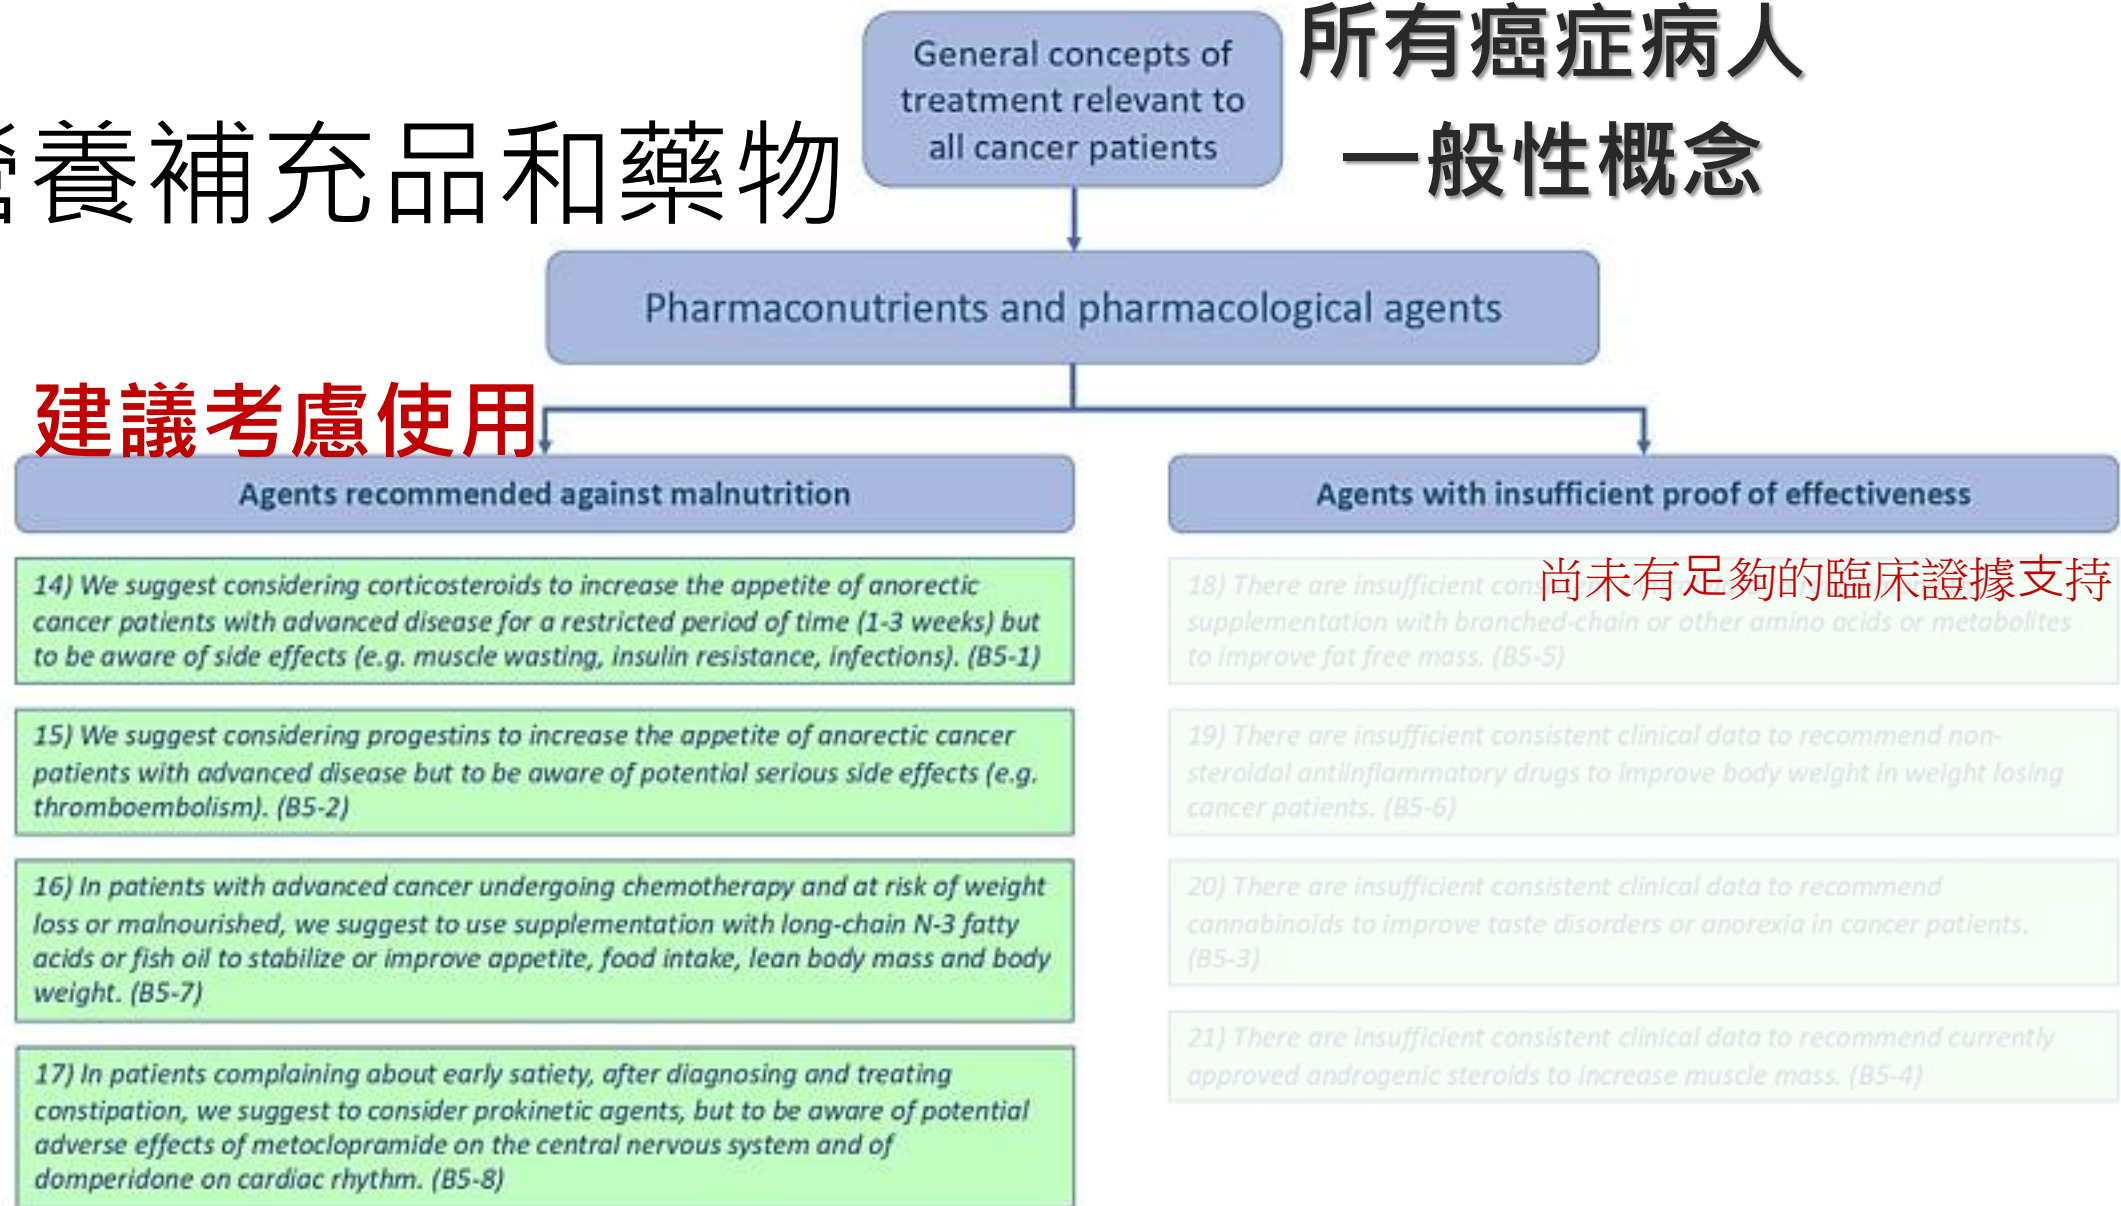 General concepts of
treatment relevant to
all cancer patients
所有癌症病人
一般性概念
營養補充品和藥物
Pharmaconutrients and pharmacological agents
建議考慮使用
Agents recommended against malnutrition
14) We suggest considering corticosteroids to increase the appetite of anorectic
cancer patients with advanced disease for a restricted period of time (1-3 weeks) but
to be aware of side effects (e.g. muscle wasting, insulin resistance, infections). (B5-1)
15) We suggest considering progestins to increase the appetite of anorectic cancer
patients with advanced disease but to be aware of potential serious side effects (e.g.
thromboembolism). (B5-2)
16) In patients with advanced cancer undergoing chemotherapy and at risk of weight
loss or malnourished, we suggest to use supplementation with long-chain N-3 fatty
acids or fish oil to stabilize or improve appetite, food intake, lean body mass and body
weight. (B5-7)
17) In patients complaining about early satiety, after diagnosing and treating
constipation, we suggest to consider prokinetic agents, but to be aware of potential
adverse effects of metoclopramide on the central nervous system and of
domperidone on cardiac rhythm. (B5-8)
Agents with insufficient proof of effectiveness
尚未有足夠的臨床證據支持
18) There are insufficient
supplementation with branched-chain or other amino acids or metabolites
to improve fat free mass. (B5-5)
19) There are insufficient consistent clinical data to recommend non-
steroidal antiinflammatory drugs to improve body weight in weight losing
cancer patients. (B5-6)
20) There are insufficient consistent clinical data to recommend
cannabinoids to improve taste disorders or anorexia in cancer patients.
(B5-3)
21) There are insufficient consistent clinical data to recommend currently
approved androgenic steroids to increase muscle mass. (B5-4)